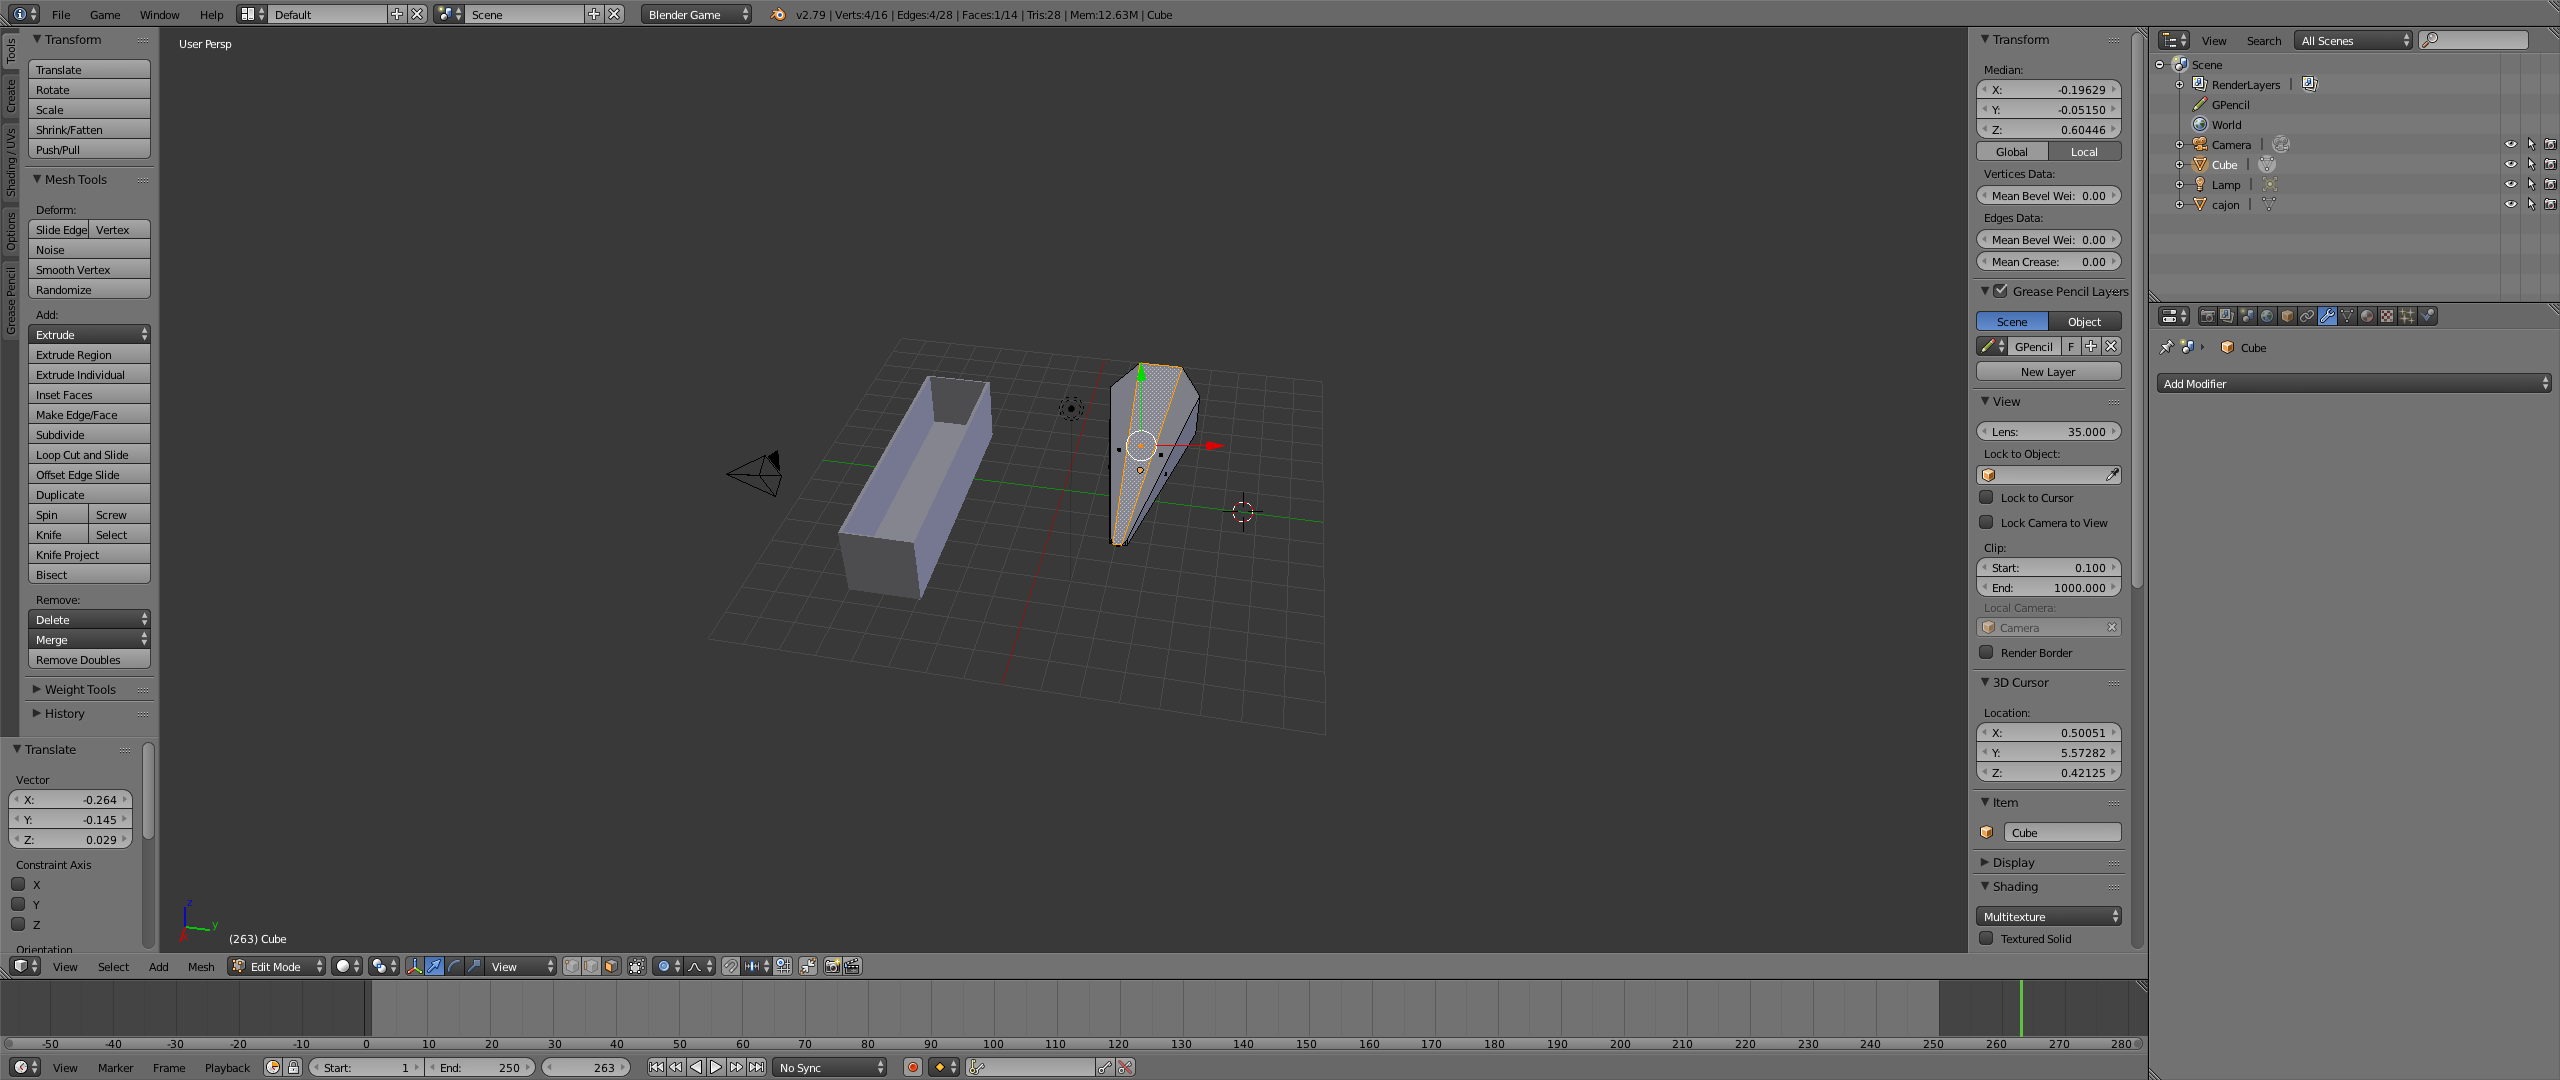 File Game Window Help Default Scene Blender Game v2.79 | Verts:4/16 | Edges:4/28 | Faces:1/14 | Tris:28 | Mem:12.63M | Cube
Tools
Create
Shading / UVs
Options
Grease Pencil
Transform
Translate
Rotate
Scale
Shrink/Fatten
Push/Pull
Mesh Tools
Deform:
Slide Edge Vertex
Noise
Smooth Vertex
Randomize
Add:
Extrude
Extrude Region
Extrude Individual
Inset Faces
Make Edge/Face
Subdivide
Loop Cut and Slide
Offset Edge Slide
Duplicate
Spin Screw
Knife Select
Knife Project
Bisect
Remove:
Delete
Merge
Remove Doubles
Weight Tools
History
Translate
Vector
X: -0.264
Y: -0.145
Z: 0.029
Constraint Axis
X
Y
Z
Orientation
User Persp
z
y
(263) Cube
Transform
Median:
X: -0.19629
Y: -0.05150
Z: 0.60446
Global Local
Vertices Data:
Mean Bevel Wei: 0.00
Edges Data:
Mean Bevel Wei: 0.00
Mean Crease: 0.00
Grease Pencil Layers
Scene Object
GPencil F
New Layer
View
Lens: 35.000
Lock to Object:
Lock to Cursor
Lock Camera to View
Clip:
Start: 0.100
End: 1000.000
Local Camera:
Camera
Render Border
3D Cursor
Location:
X: 0.50051
Y: 5.57282
Z: 0.42125
Item
Cube
Display
Shading
Multitexture
Textured Solid
View Search All Scenes
Scene
RenderLayers |
GPencil
World
Camera |
Cube |
Lamp |
cajon |
Cube
Add Modifier
View Select Add Mesh Edit Mode View
-50 -40 -30 -20 -10 0 10 20 30 40 50 60 70 80 90 100 110 120 130 140 150 160 170 180 190 200 210 220 230 240 250 260 270 280
View Marker Frame Playback Start: 1 End: 250 263 No Sync